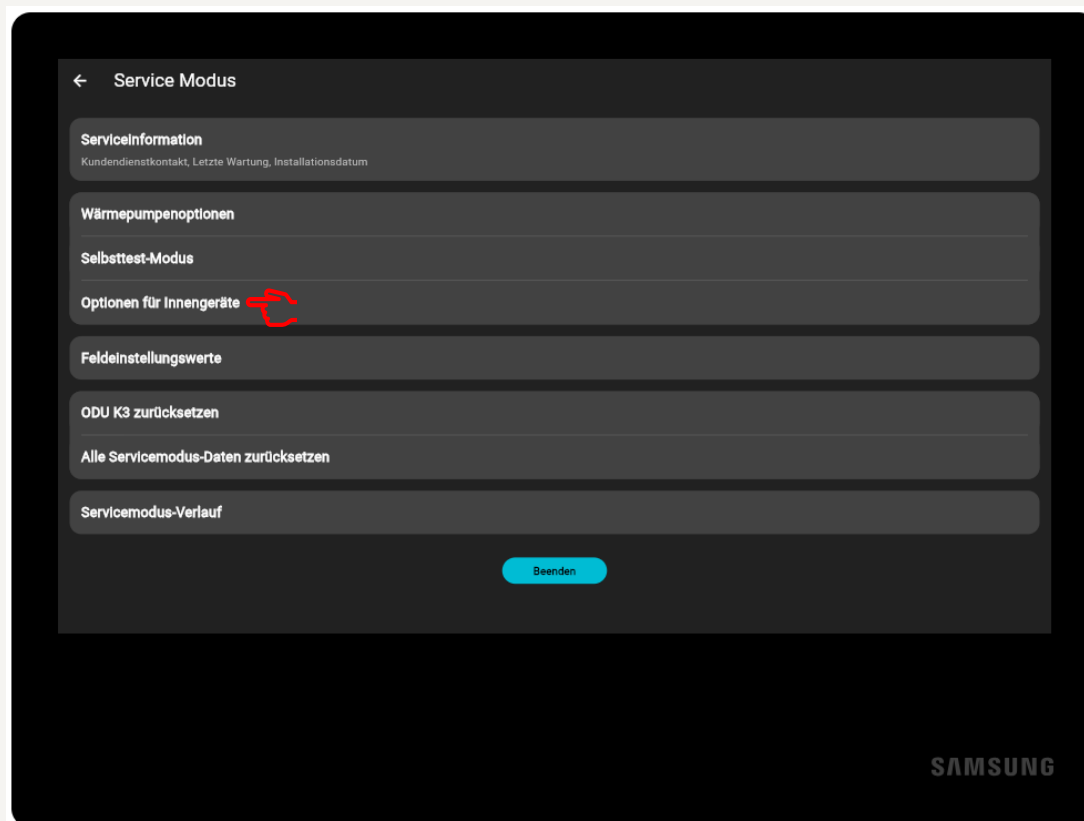 Service Modus
Serviceinformation
Kundendienstkontakt, Letzte Wartung, Installationsdatum
Wärmepumpenoptionen
Selbsttest-Modus
Optionen für Innengeräte
Feldeinstellungswerte
ODU K3 zurücksetzen
Alle Servicemodus-Daten zurücksetzen
Servicemodus-Verlauf
Beenden
SAMSUNG